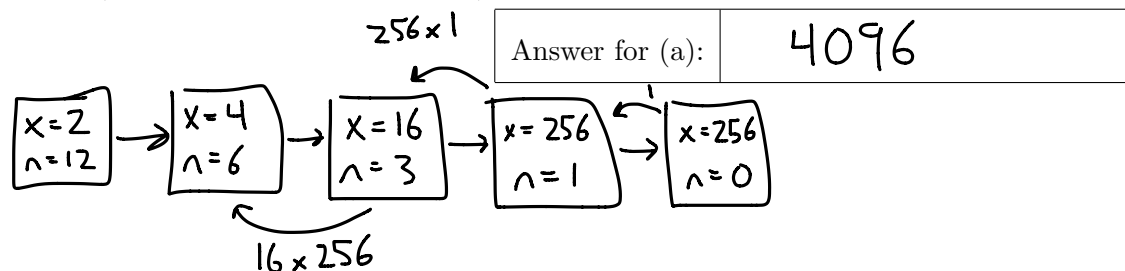 256 x 1
Answer for (a): 4096
x = 2
n = 12
x = 4
n = 6
x = 16
n = 3
x = 256
n = 1
1
x = 256
n = 0
16 x 256